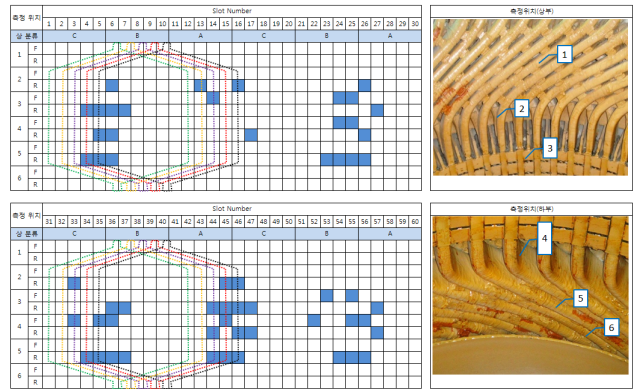 측정 위치
Slot Number
1 2 3 4 5 6 7 8 9 10 11 12 13 14 15 16 17 18 19 20 21 22 23 24 25 26 27 28 29 30
상 분류 C B A C B A
1 F
R
2 F
R
3 F
R
4 F
R
5 F
R
6 F
R
측정위치(상부)
1
2
3
측정 위치
Slot Number
31 32 33 34 35 36 37 38 39 40 41 42 43 44 45 46 47 48 49 50 51 52 53 54 55 56 57 58 59 60
상 분류 C B A C B A
1 F
R
2 F
R
3 F
R
4 F
R
5 F
R
6 F
R
측정위치(하부)
4
5
6